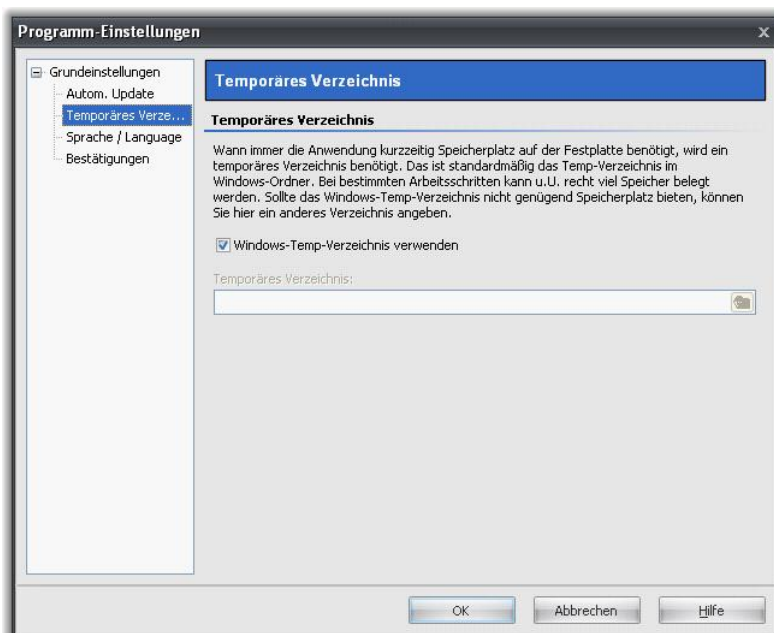 Programm-Einstellungen
x
Grundeinstellungen
Autom. Update
Temporäres Verze...
Sprache / Language
Bestätigungen
Temporäres Verzeichnis
Temporäres Verzeichnis
Wann immer die Anwendung kurzzeitig Speicherplatz auf der Festplatte benötigt, wird ein
temporäres Verzeichnis benötigt. Das ist standardmäßig das Temp-Verzeichnis im
Windows-Ordner. Bei bestimmten Arbeitsschritten kann u.U. recht viel Speicher belegt
werden. Sollte das Windows-Temp-Verzeichnis nicht genügend Speicherplatz bieten, können
Sie hier ein anderes Verzeichnis angeben.
Windows-Temp-Verzeichnis verwenden
Temporäres Verzeichnis:
OK
Abbrechen
Hilfe